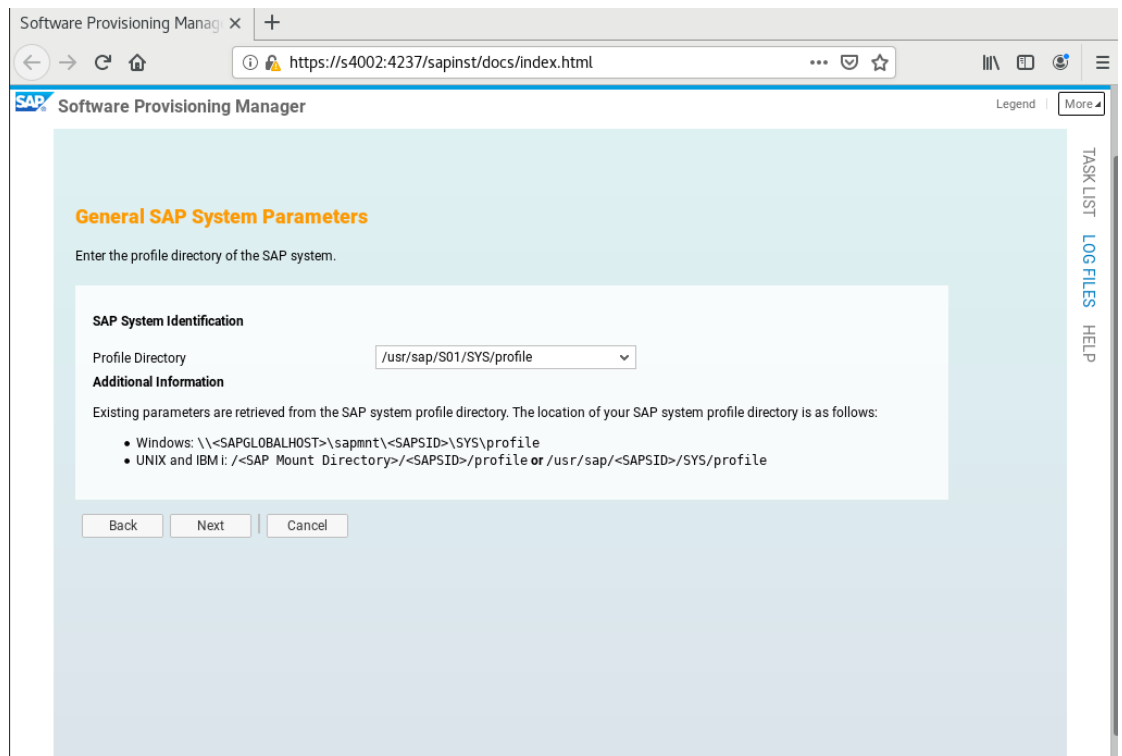 Software Provisioning Manag
https://s4002:4237/sapinst/docs/index.html
SAP Software Provisioning Manager
Legend
More
TASK LIST
LOG FILES
HELP
General SAP System Parameters
Enter the profile directory of the SAP system.
SAP System Identification
Profile Directory /usr/sap/S01/SYS/profile
Additional Information
Existing parameters are retrieved from the SAP system profile directory. The location of your SAP system profile directory is as follows:
• Windows: \\<SAPGLOBALHOST>\sapmnt\<SAPSID>\SYS\profile
• UNIX and IBM i: /<SAP Mount Directory>/<SAPSID>/profile or /usr/sap/<SAPSID>/SYS/profile
Back Next Cancel